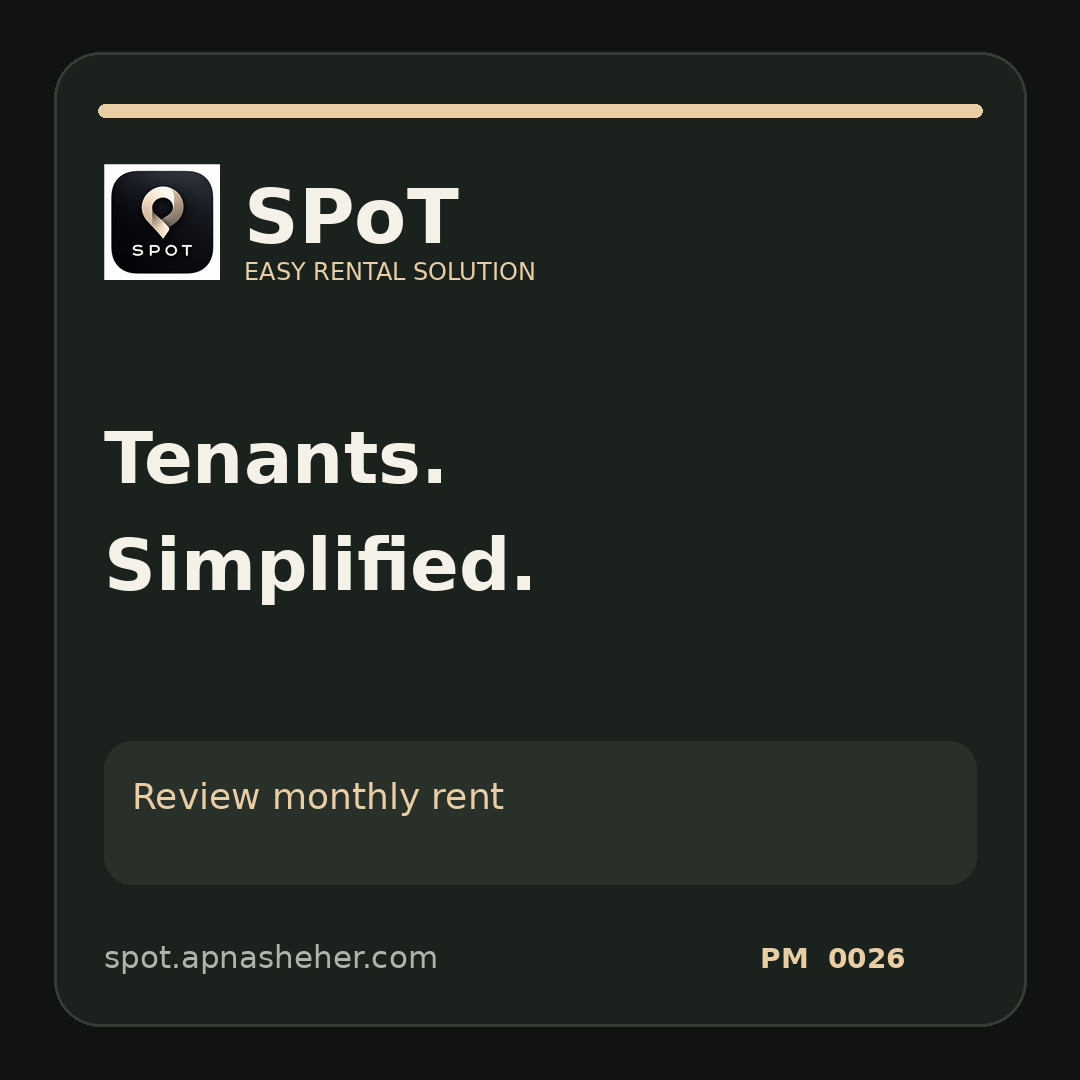 SPOT
SPoT
EASY RENTAL SOLUTION
Tenants.
Simplified.
Review monthly rent
spot.apnasheher.com
PM 0026